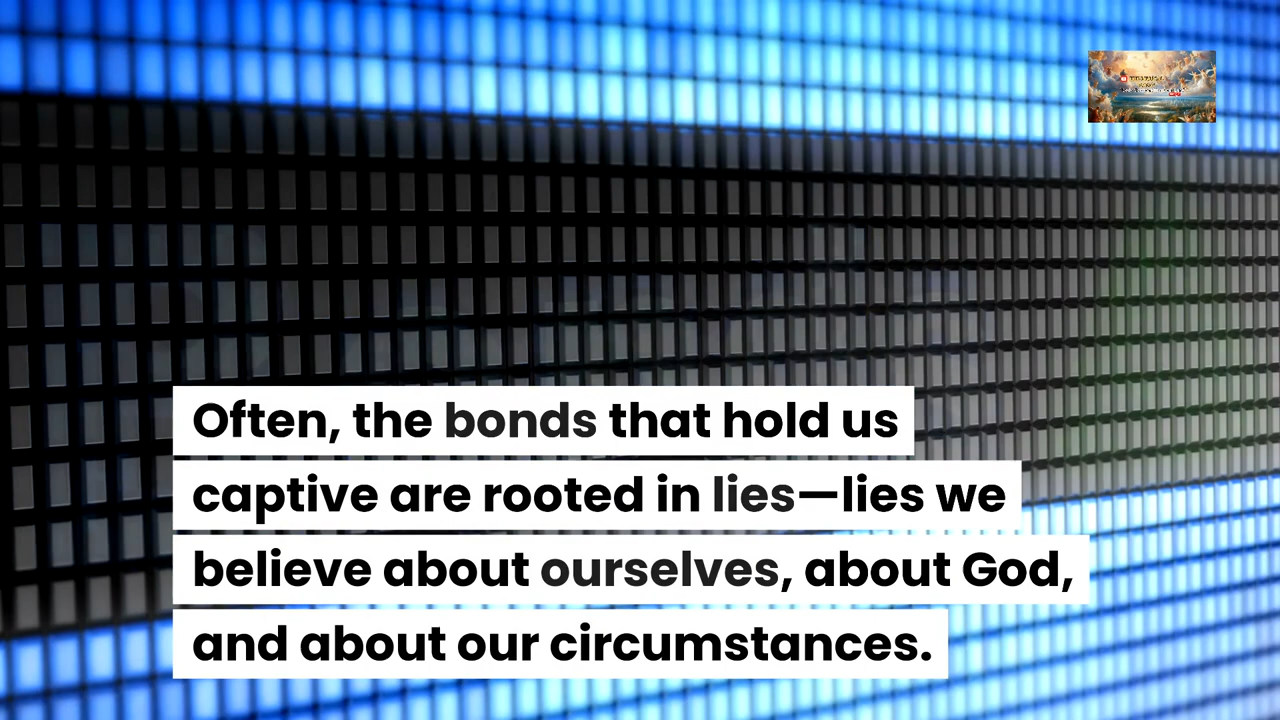 Often, the bonds that hold us
captive are rooted in lies—lies we
believe about ourselves, about God,
and about our circumstances.